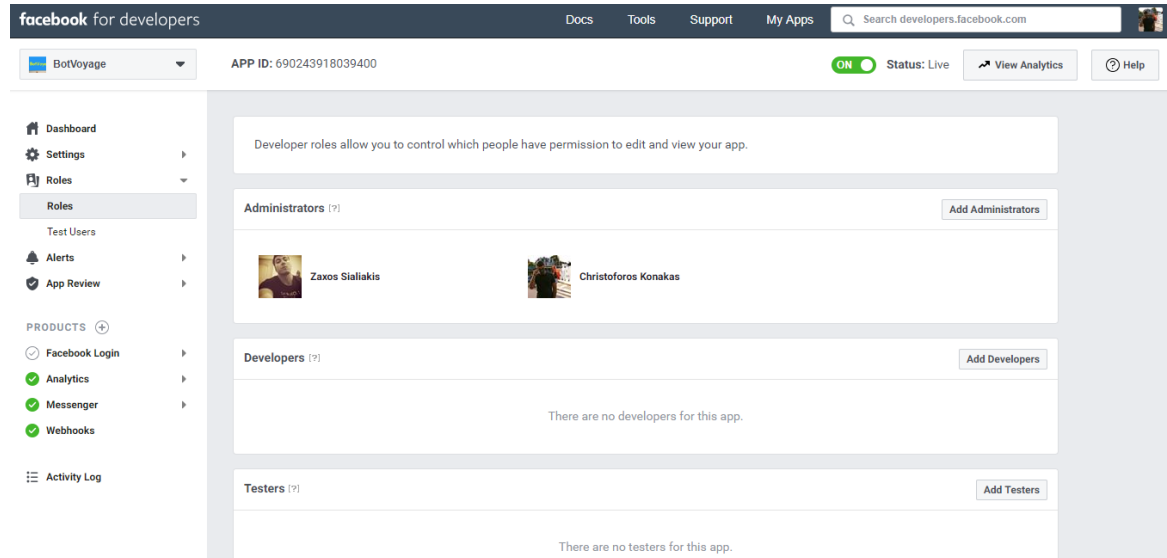 facebook for developers
Docs Tools Support My Apps Search developers.facebook.com
BotVoyage APP ID: 690243918039400 ON Status: Live View Analytics Help
Dashboard
Settings
Roles
Roles
Test Users
Alerts
App Review
PRODUCTS
Facebook Login
Analytics
Messenger
Webhooks
Activity Log
Developer roles allow you to control which people have permission to edit and view your app.
Administrators [?] Add Administrators
Zaxos Sialiakis Christoforos Konakas
Developers [?] Add Developers
There are no developers for this app.
Testers [?] Add Testers
There are no testers for this app.